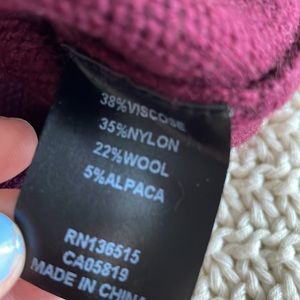 38%VISCOSE
35%NYLON
22%WOOL
5%ALPACA
RN136515
CA05819
MADE IN CHINA